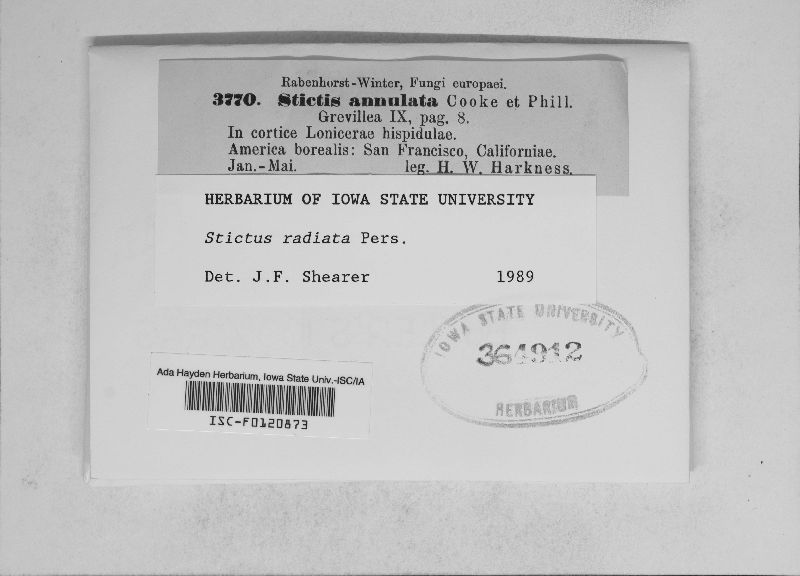 Rabenhorst-Winter, Fungi europaei.
3770. Stictis annulata Cooke et Phill.
Grevillea IX, pag. 8.
In cortice Lonicerae hispidulae.
America borealis: San Francisco, Californiae.
Jan.-Mai. leg. H. W. Harkness.
HERBARIUM OF IOWA STATE UNIVERSITY
Stictus radiata Pers.
Det. J.F. Shearer 1989
IOWA STATE UNIVERSITY
364912
HERBARIUM
Ada Hayden Herbarium, Iowa State Univ.-ISC/IA
ISC-F0120873